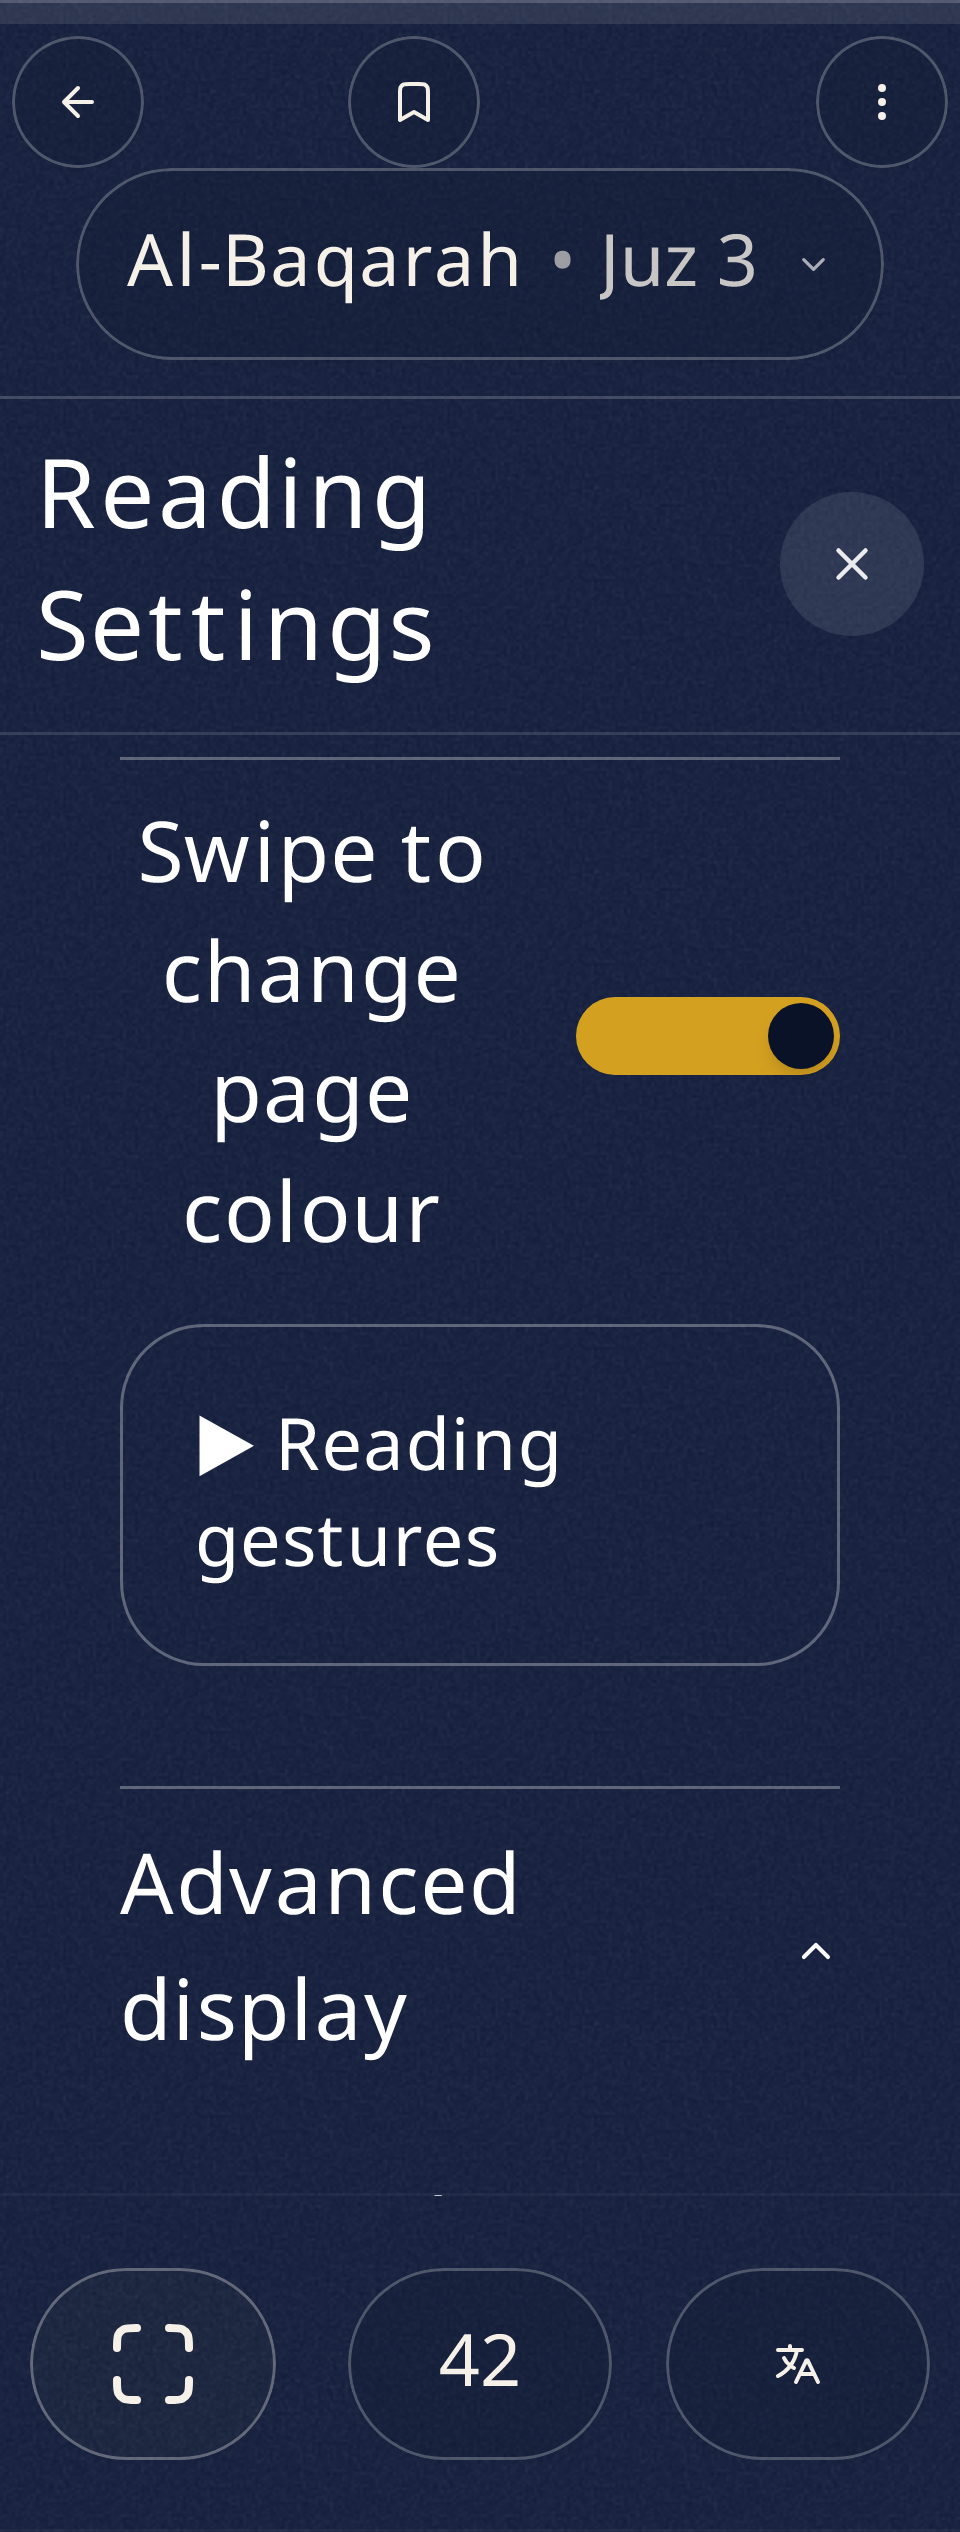 Al-Baqarah • Juz 3
Reading
Settings
Swipe to
change
page
colour
▶ Reading
gestures
Advanced
display
42